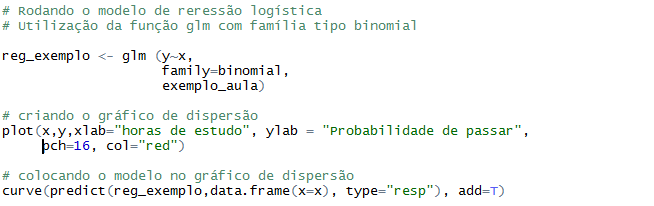 # Rodando o modelo de reressão logística
# Utilização da função glm com família tipo binomial
reg_exemplo <- glm (y~x,
family=binomial,
exemplo_aula)
# criando o gráfico de dispersão
plot(x,y,xlab="horas de estudo", ylab = "Probabilidade de passar",
pch=16, col="red")
# colocando o modelo no gráfico de dispersão
curve(predict(reg_exemplo,data.frame(x=x), type="resp"), add=T)